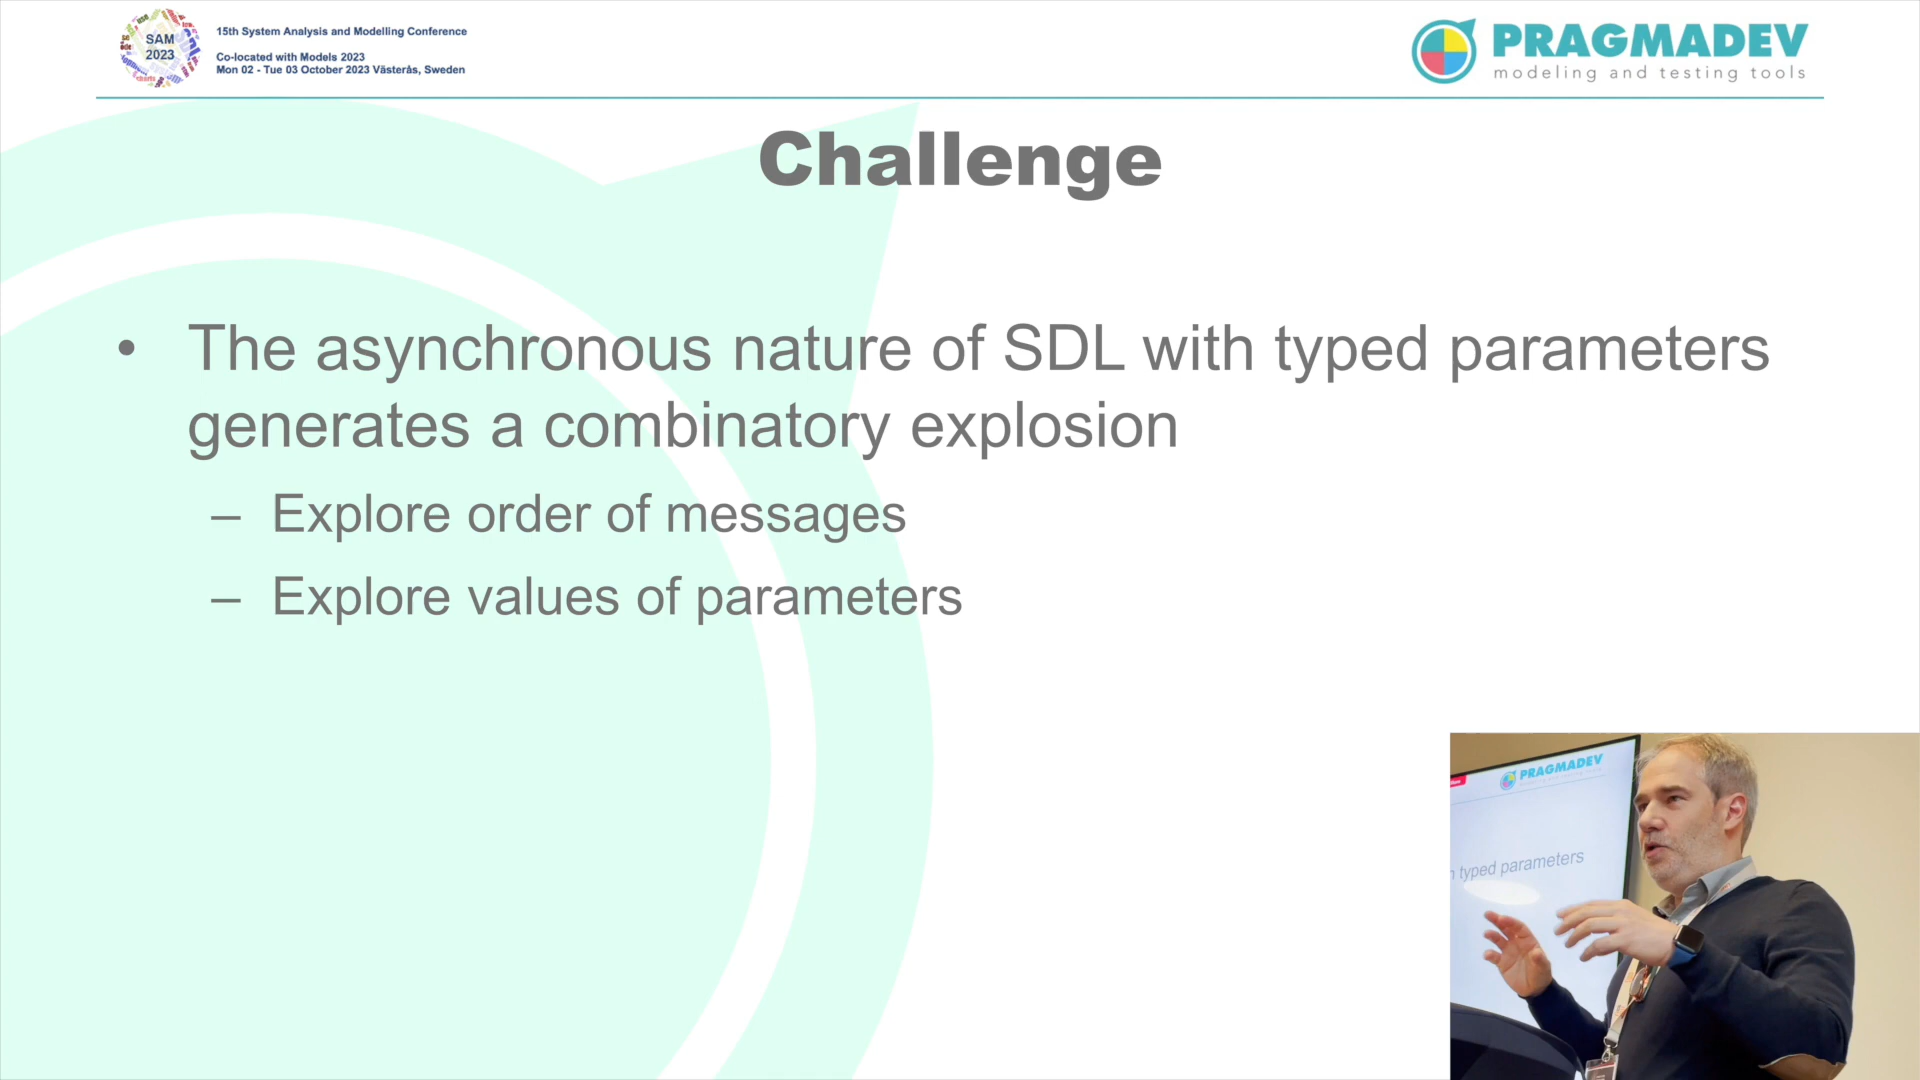 SAM
2023
15th System Analysis and Modelling Conference
Co-located with Models 2023
Mon 02 - Tue 03 October 2023 Västerås, Sweden
PRAGMADEV
modeling and testing tools
Challenge
• The asynchronous nature of SDL with typed parameters
generates a combinatory explosion
– Explore order of messages
– Explore values of parameters
PRAGMADEV
typed parameters